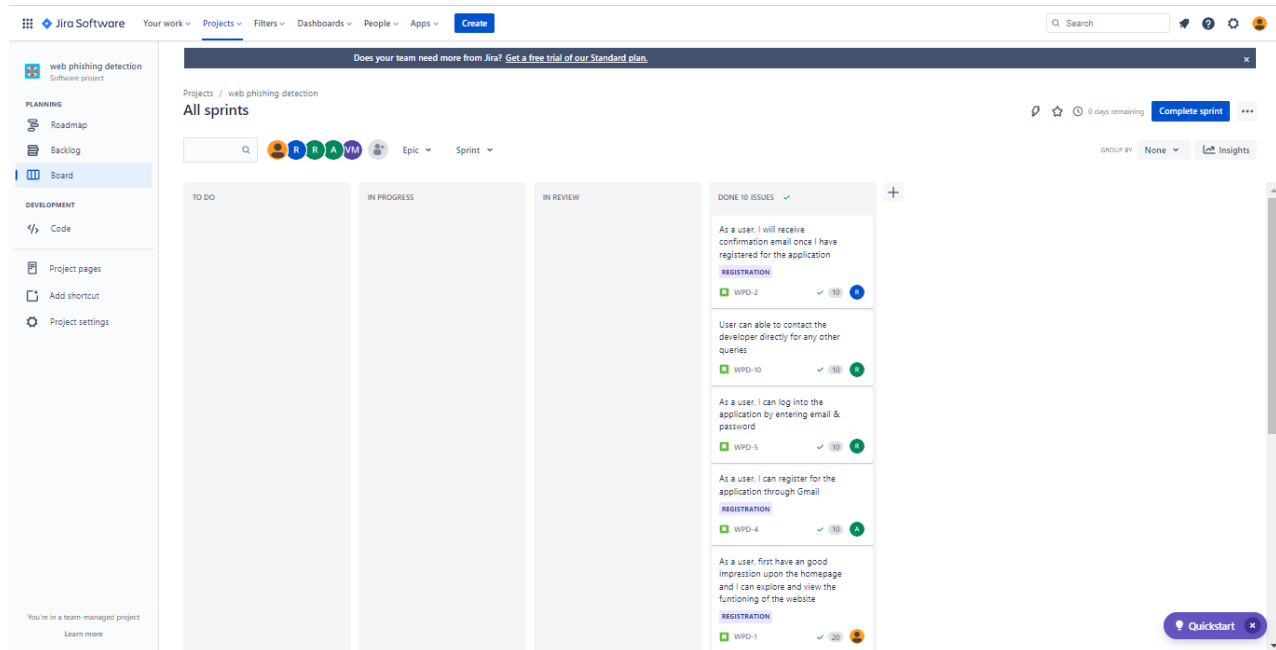 Jira Software Your work Projects Filters Dashboards People Apps Create Search
Does your team need more from Jira? Get a free trial of our Standard plan.
web phishing detection
Software project
PLANNING
Roadmap
Backlog
Board
DEVELOPMENT
Code
Project pages
Add shortcut
Project settings
You're in a team-managed project
Learn more
Projects / web phishing detection
All sprints
0 days remaining Complete sprint
R R A VM Epic Sprint GROUP BY None Insights
TO DO
IN PROGRESS
IN REVIEW
DONE 10 ISSUES
As a user, I will receive
confirmation email once I have
registered for the application
REGISTRATION
WPD-2 10 R
User can able to contact the
developer directly for any other
queries
WPD-10 10 R
As a user, I can log into the
application by entering email &
password
WPD-5 10 R
As a user, I can register for the
application through Gmail
REGISTRATION
WPD-4 10 A
As a user, first have an good
impression upon the homepage
and I can explore and view the
funtioning of the website
REGISTRATION
WPD-1 20
Quickstart